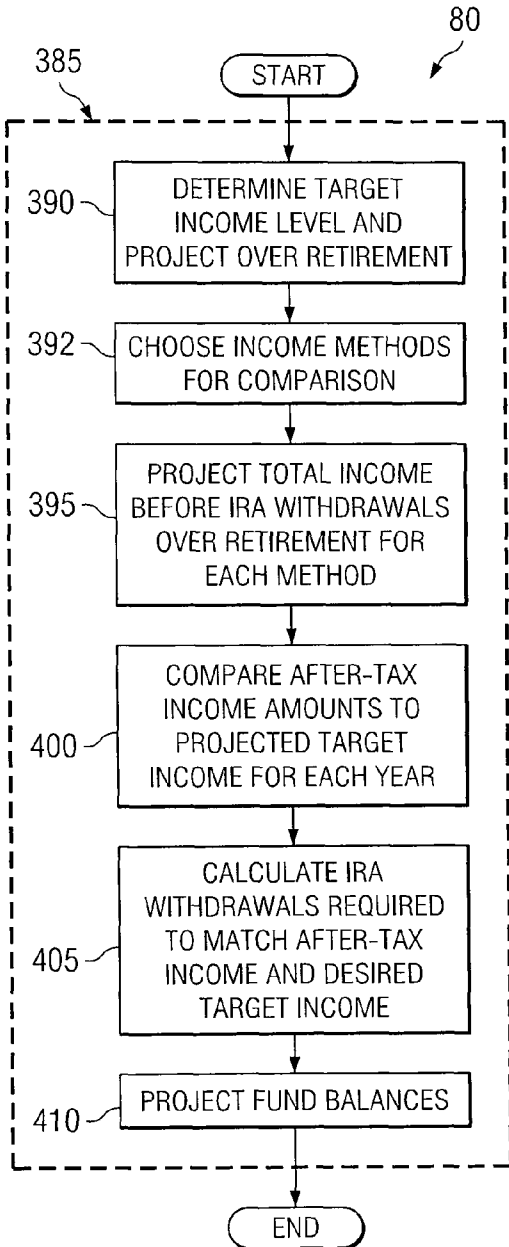 80
385
START
390
DETERMINE TARGET
INCOME LEVEL AND
PROJECT OVER RETIREMENT
392
CHOOSE INCOME METHODS
FOR COMPARISON
395
PROJECT TOTAL INCOME
BEFORE IRA WITHDRAWALS
OVER RETIREMENT FOR
EACH METHOD
400
COMPARE AFTER-TAX
INCOME AMOUNTS TO
PROJECTED TARGET
INCOME FOR EACH YEAR
405
CALCULATE IRA
WITHDRAWALS REQUIRED
TO MATCH AFTER-TAX
INCOME AND DESIRED
TARGET INCOME
410
PROJECT FUND BALANCES
END